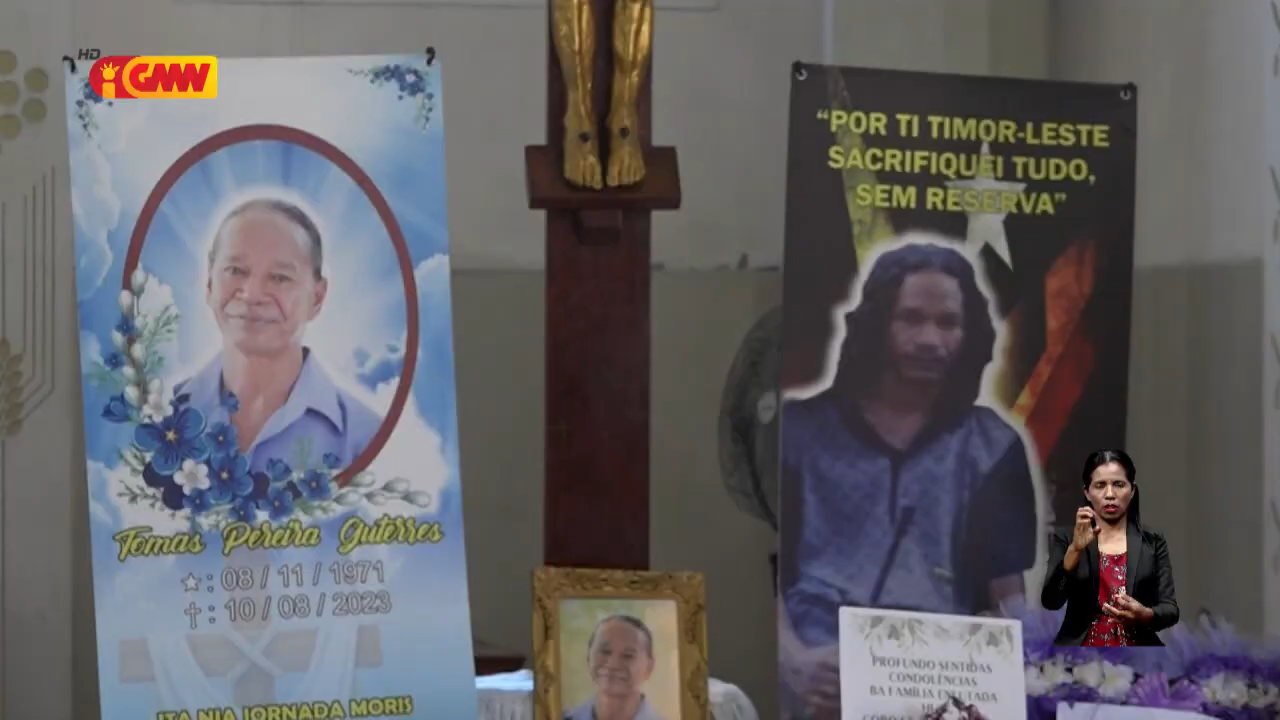 HD
GMW
Tomas Pereira Guterres
: 08 / 11 / 1971
: 10 / 08 / 2023
ITA NIA JORNADA MORIS
“POR TI TIMOR-LESTE
SACRIFIQUEI TUDO,
SEM RESERVA”
PROFUNDO SENTIDAS
CONDOLÊNCIAS
BA FAMÍLIA ENLUTADA